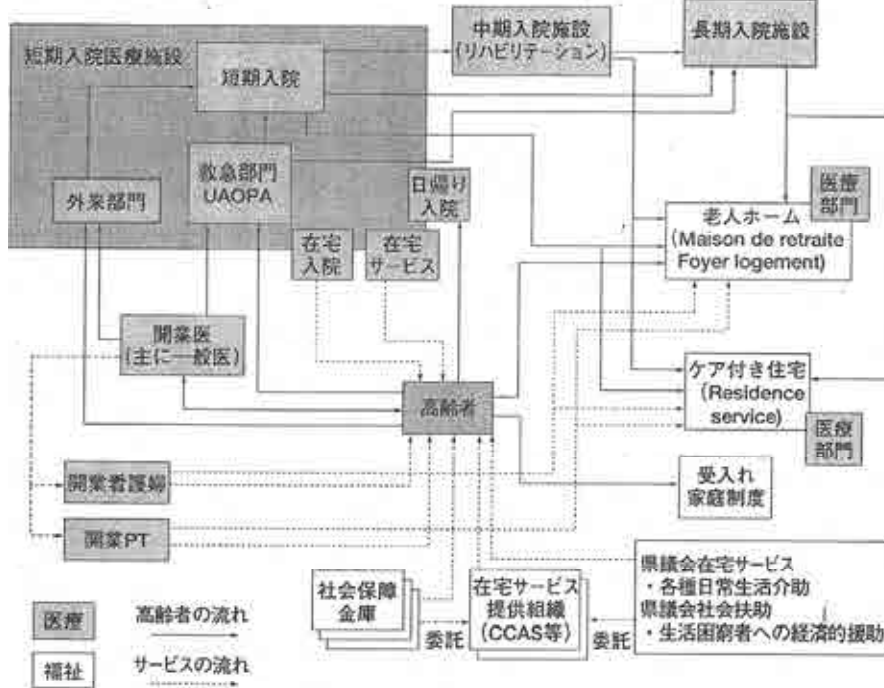 短期入院医療施設
短期入院
中期入院施設
(リハビリテーション)
長期入院施設
救急部門
UAOPA
外来部門
日帰り
入院
医療
部門
老人ホーム
(Maison de retraite
Foyer logement)
在宅
入院
在宅
サービス
開業医
(主に一般医)
高齢者
ケア付き住宅
(Residence
service)
医療
部門
開業看護婦
受入れ
家庭制度
開業PT
社会保障
金庫
委託
在宅サービス
提供組織
(CCAS等)
委託
県議会在宅サービス
・各種日常生活介助
県議会社会扶助
・生活困窮者への経済的援助
医療
高齢者の流れ
福祉
サービスの流れ